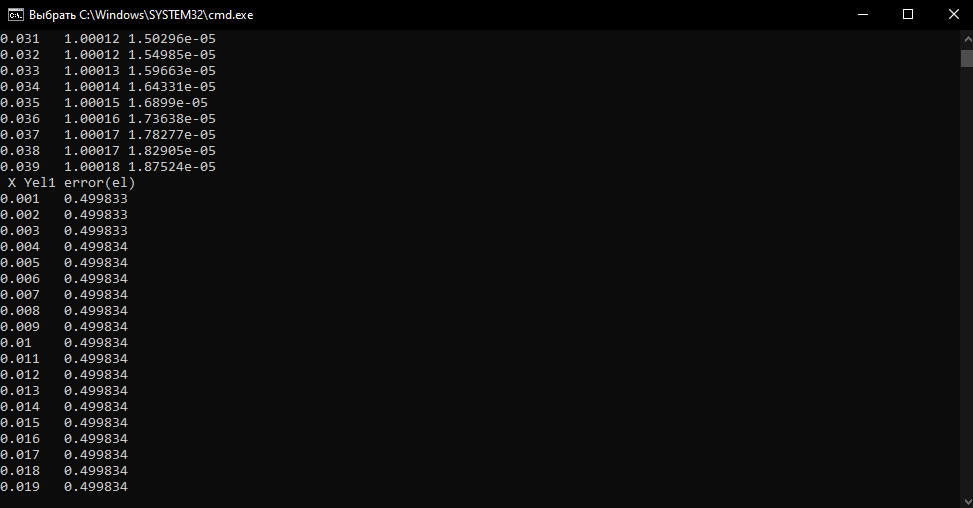 Выбрать C:\Windows\SYSTEM32\cmd.exe
0.031 1.00012 1.50296e-05
0.032 1.00012 1.54985e-05
0.033 1.00013 1.59663e-05
0.034 1.00014 1.64331e-05
0.035 1.00015 1.6899e-05
0.036 1.00016 1.73638e-05
0.037 1.00017 1.78277e-05
0.038 1.00017 1.82905e-05
0.039 1.00018 1.87524e-05
X Yel1 error(el)
0.001 0.499833
0.002 0.499833
0.003 0.499833
0.004 0.499834
0.005 0.499834
0.006 0.499834
0.007 0.499834
0.008 0.499834
0.009 0.499834
0.01 0.499834
0.011 0.499834
0.012 0.499834
0.013 0.499834
0.014 0.499834
0.015 0.499834
0.016 0.499834
0.017 0.499834
0.018 0.499834
0.019 0.499834